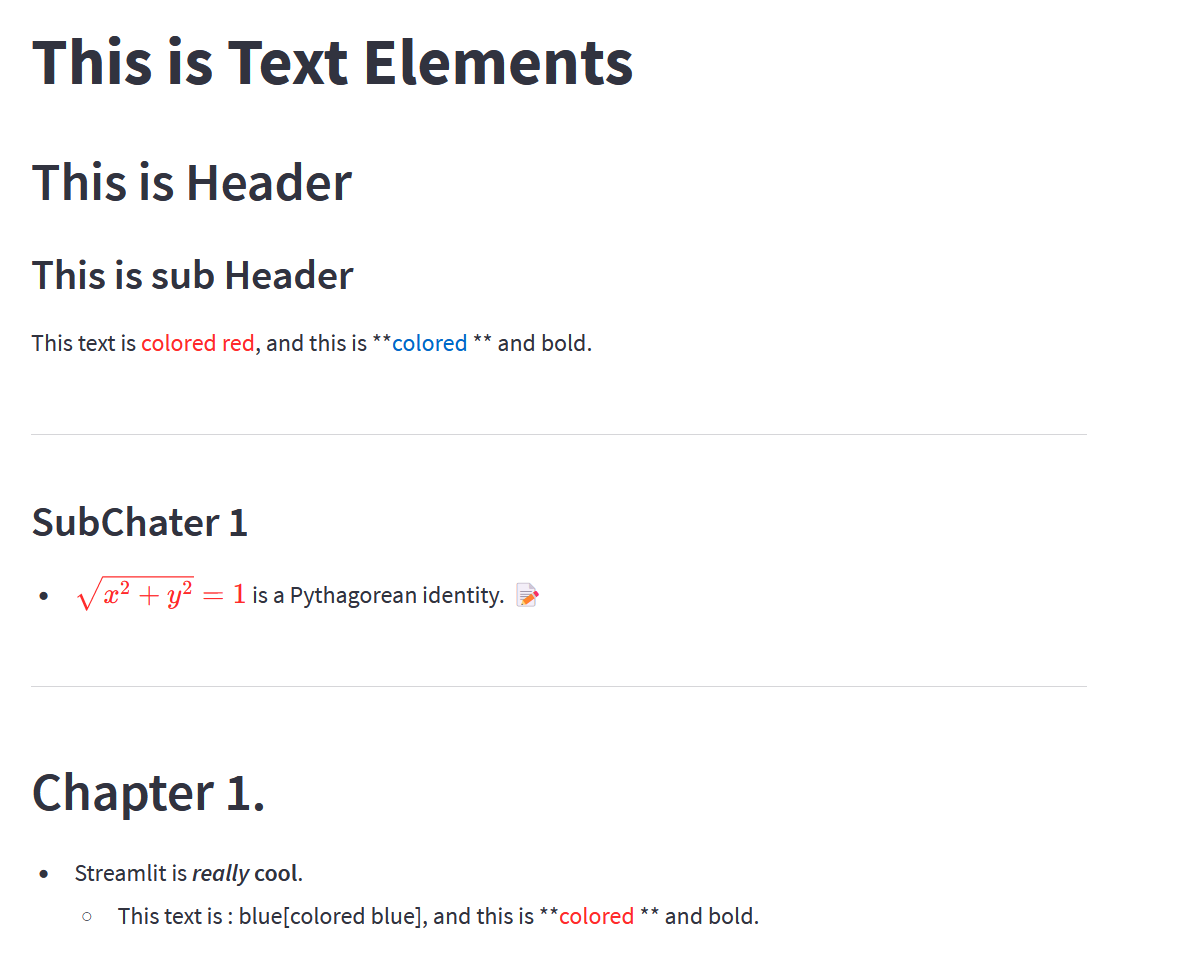 This is Text Elements
This is Header
This is sub Header
This text is colored red, and this is **colored ** and bold.
SubChater 1
• √(x² + y²) = 1 is a Pythagorean identity. 📝
Chapter 1.
• Streamlit is really cool.
○ This text is : blue[colored blue], and this is **colored ** and bold.